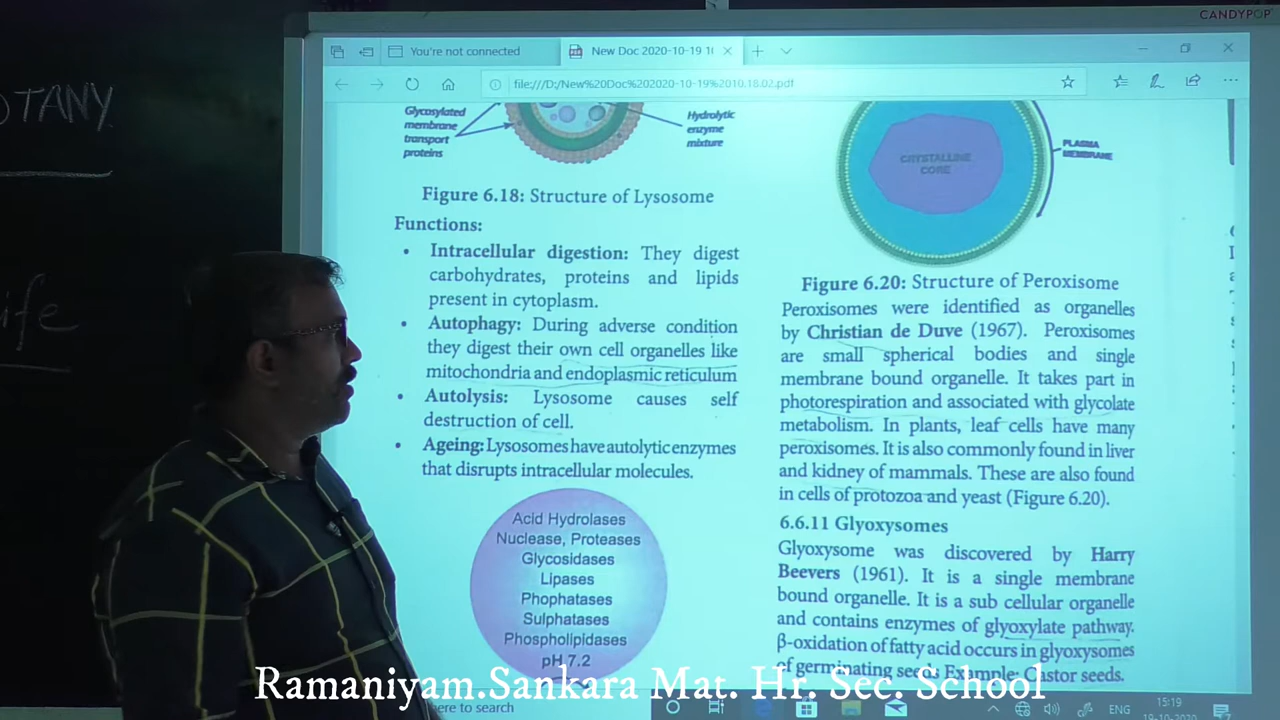 CANDYPOP
OTANY
ife
You're not connected
New Doc 2020-10-19 1
file:///D:/New%20Doc%202020-10-19%2010.18.02.pdf
Glycosylated
membrane
transport
proteins
Hydrolytic
enzyme
mixture
Figure 6.18: Structure of Lysosome
Functions:
• Intracellular digestion: They digest
carbohydrates, proteins and lipids
present in cytoplasm.
• Autophagy: During adverse condition
they digest their own cell organelles like
mitochondria and endoplasmic reticulum
• Autolysis: Lysosome causes self
destruction of cell.
• Ageing: Lysosomes have autolytic enzymes
that disrupts intracellular molecules.
Acid Hydrolases
Nuclease, Proteases
Glycosidases
Lipases
Phophatases
Sulphatases
Phospholipidases
pH 7.2
CRYSTALLINE
CORE
PLASMA
MEMBRANE
Figure 6.20: Structure of Peroxisome
Peroxisomes were identified as organelles
by Christian de Duve (1967). Peroxisomes
are small spherical bodies and single
membrane bound organelle. It takes part in
photorespiration and associated with glycolate
metabolism. In plants, leaf cells have many
peroxisomes. It is also commonly found in liver
and kidney of mammals. These are also found
in cells of protozoa and yeast (Figure 6.20).
6.6.11 Glyoxysomes
Glyoxysome was discovered by Harry
Beevers (1961). It is a single membrane
bound organelle. It is a sub cellular organelle
and contains enzymes of glyoxylate pathway.
β-oxidation of fatty acid occurs in glyoxysomes
of germinating seeds Example: Castor seeds.
Ramaniyam.Sankara Mat. Hr. Sec. School
here to search
ENG
15:19
19-10-2020